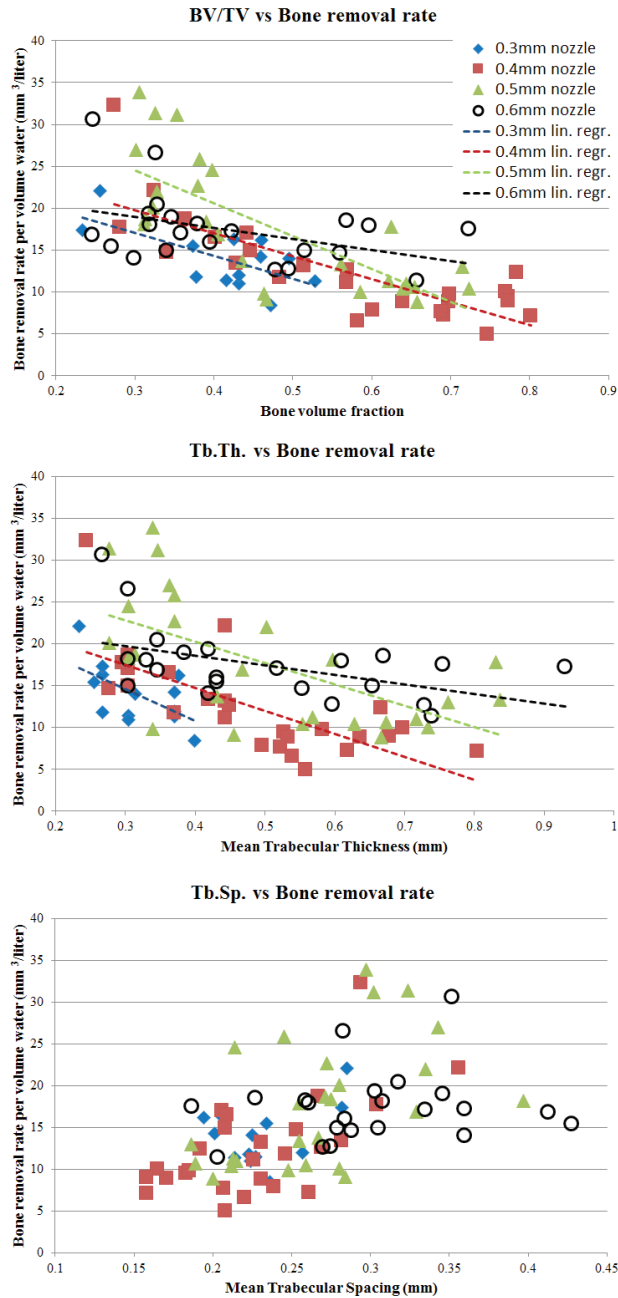 BV/TV vs Bone removal rate
Bone removal rate per volume water (mm ³/liter)
40
35
30
25
20
15
10
5
0
0.2 0.3 0.4 0.5 0.6 0.7 0.8 0.9
Bone volume fraction
0.3mm nozzle
0.4mm nozzle
0.5mm nozzle
0.6mm nozzle
0.3mm lin. regr.
0.4mm lin. regr.
0.5mm lin. regr.
0.6mm lin. regr.
Tb.Th. vs Bone removal rate
Bone removal rate per volume water (mm ³/liter)
40
35
30
25
20
15
10
5
0
0.2 0.3 0.4 0.5 0.6 0.7 0.8 0.9 1
Mean Trabecular Thickness (mm)
Tb.Sp. vs Bone removal rate
Bone removal rate per volume water (mm ³/liter)
40
35
30
25
20
15
10
5
0
0.1 0.15 0.2 0.25 0.3 0.35 0.4 0.45
Mean Trabecular Spacing (mm)